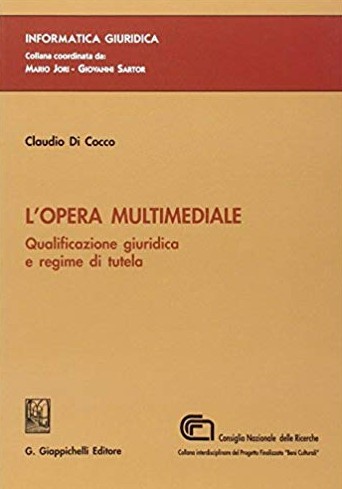 INFORMATICA GIURIDICA
Collana coordinata da:
MARIO JORI - GIOVANNI SARTOR
Claudio Di Cocco
L'OPERA MULTIMEDIALE
Qualificazione giuridica
e regime di tutela
G. Giappichelli Editore
Consiglio Nazionale delle Ricerche
Collana interdisciplinare del Progetto Finalizzato "Beni Culturali"